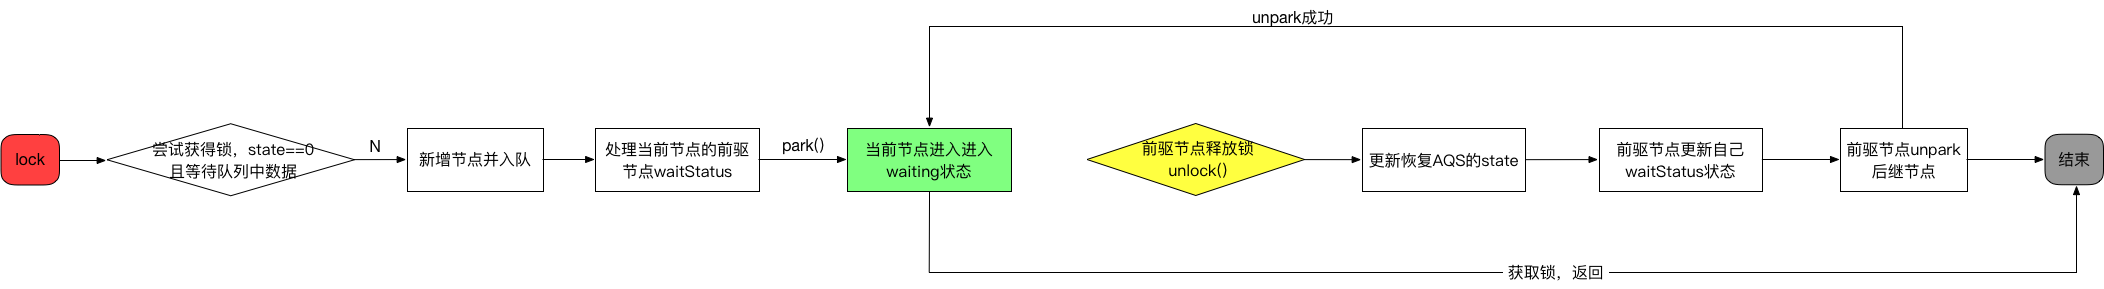 unpark成功
lock
尝试获得锁，state==0
且等待队列中数据
N
新增节点并入队
处理当前节点的前驱
节点waitStatus
park()
当前节点进入进入
waiting状态
前驱节点释放锁
unlock()
更新恢复AQS的state
前驱节点更新自己
waitStatus状态
前驱节点unpark
后继节点
结束
获取锁，返回